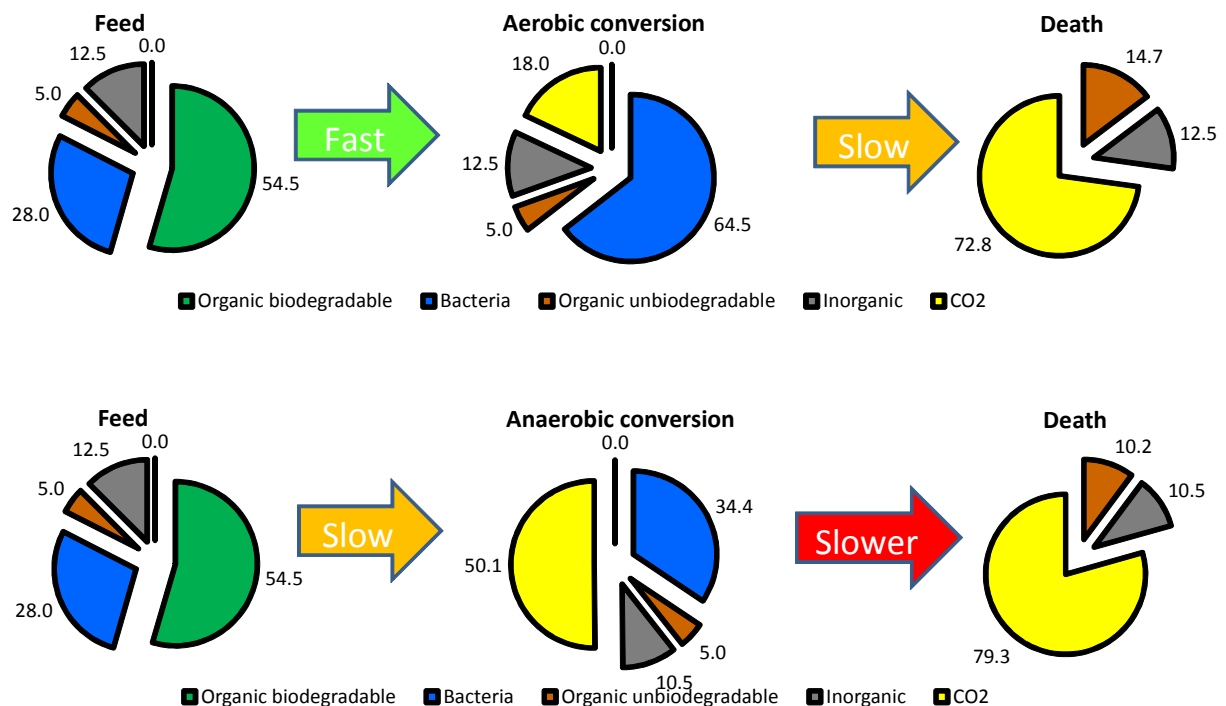 Feed
Aerobic conversion
Death
0.0
12.5
5.0
28.0
54.5
Fast
0.0
18.0
12.5
5.0
64.5
Slow
14.7
12.5
72.8
Organic biodegradable Bacteria Organic unbiodegradable Inorganic CO2
Feed
Anaerobic conversion
Death
0.0
12.5
5.0
28.0
54.5
Slow
0.0
34.4
50.1
5.0
10.5
Slower
10.2
10.5
79.3
Organic biodegradable Bacteria Organic unbiodegradable Inorganic CO2